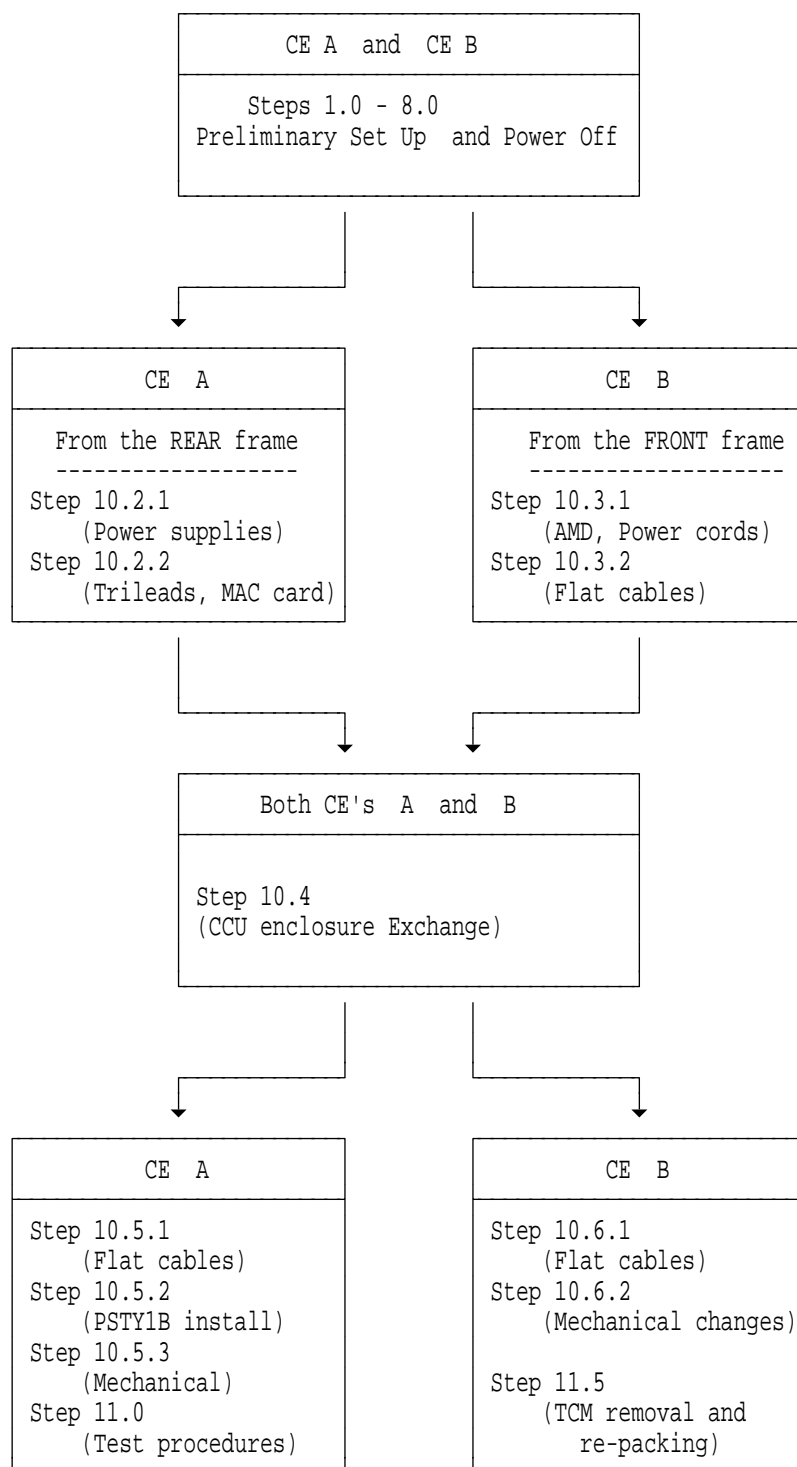 CE A and CE B
Steps 1.0 - 8.0
Preliminary Set Up and Power Off
CE A
From the REAR frame
-------------------
Step 10.2.1
(Power supplies)
Step 10.2.2
(Trileads, MAC card)
CE B
From the FRONT frame
--------------------
Step 10.3.1
(AMD, Power cords)
Step 10.3.2
(Flat cables)
Both CE's A and B
Step 10.4
(CCU enclosure Exchange)
CE A
Step 10.5.1
(Flat cables)
Step 10.5.2
(PSTY1B install)
Step 10.5.3
(Mechanical)
Step 11.0
(Test procedures)
CE B
Step 10.6.1
(Flat cables)
Step 10.6.2
(Mechanical changes)
Step 11.5
(TCM removal and
re-packing)